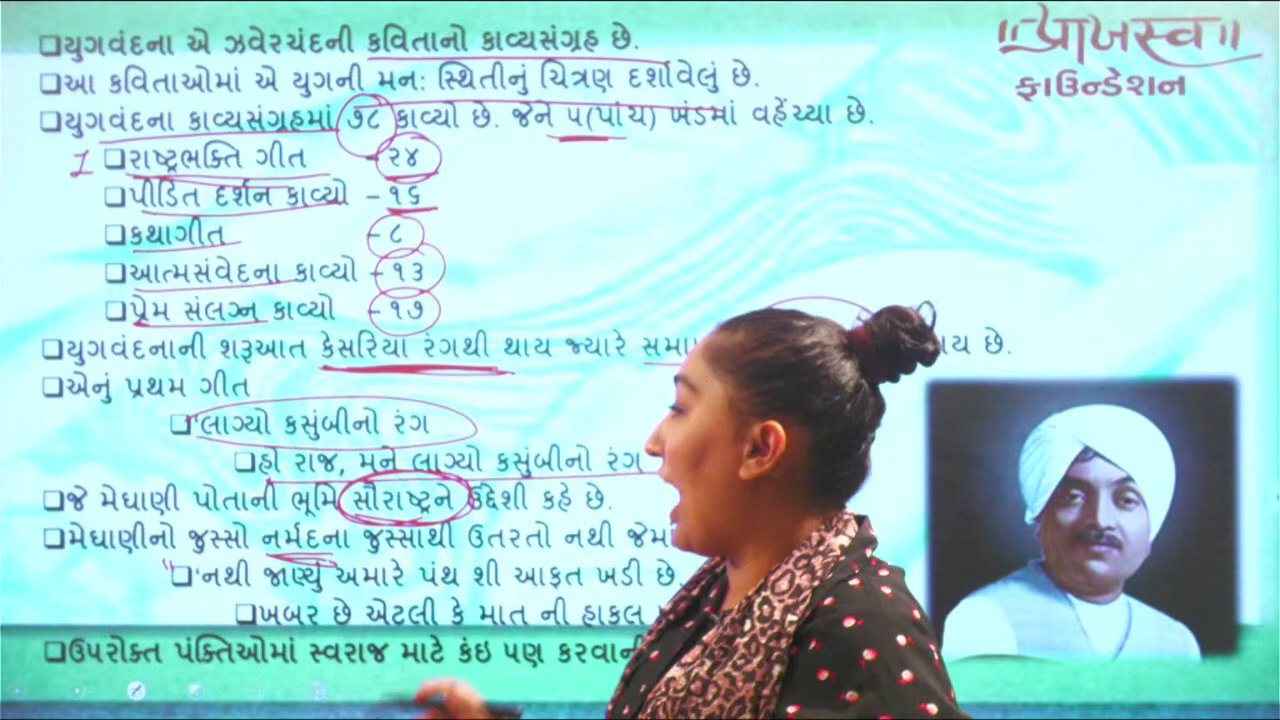 ॥પ્રાખસ્વ॥
ફાઉન્ડેશન
યુગવંદના એ ઝવેરચંદની કવિતાનો કાવ્યસંગ્રહ છે.
આ કવિતાઓમાં એ યુગની મન: સ્થિતીનું ચિત્રણ દર્શાવેલું છે.
યુગવંદના કાવ્યસંગ્રહમાં ૭૮ કાવ્યો છે. જેને ૫(પાંચ) ખંડમાં વહેંચ્યા છે.
1 રાષ્ટ્રભક્તિ ગીત - ૨૪
પીડિત દર્શન કાવ્યો - ૧૬
કથાગીત - ૮
આત્મસંવેદના કાવ્યો - ૧૩
પ્રેમ સંલગ્ન કાવ્યો - ૧૭
યુગવંદનાની શરૂઆત કેસરિયા રંગથી થાય જ્યારે છે.
એનું પ્રથમ ગીત
'લાગ્યો કસુંબીનો રંગ
હો રાજ, મને લાગ્યો કસુંબીનો રંગ
જે મેઘાણી પોતાની ભૂમિ સૌરાષ્ટ્રને ઉદ્દેશી કહે છે.
મેઘાણીનો જુસ્સો નર્મદના જુસ્સાથી ઉતરતો નથી
'નથી જાણ્યું અમારે પંથ શી આફત ખડી છે.
ખબર છે એટલી કે માત ની હાકલ
ઉપરોક્ત પંક્તિઓમાં સ્વરાજ માટે કંઇ પણ